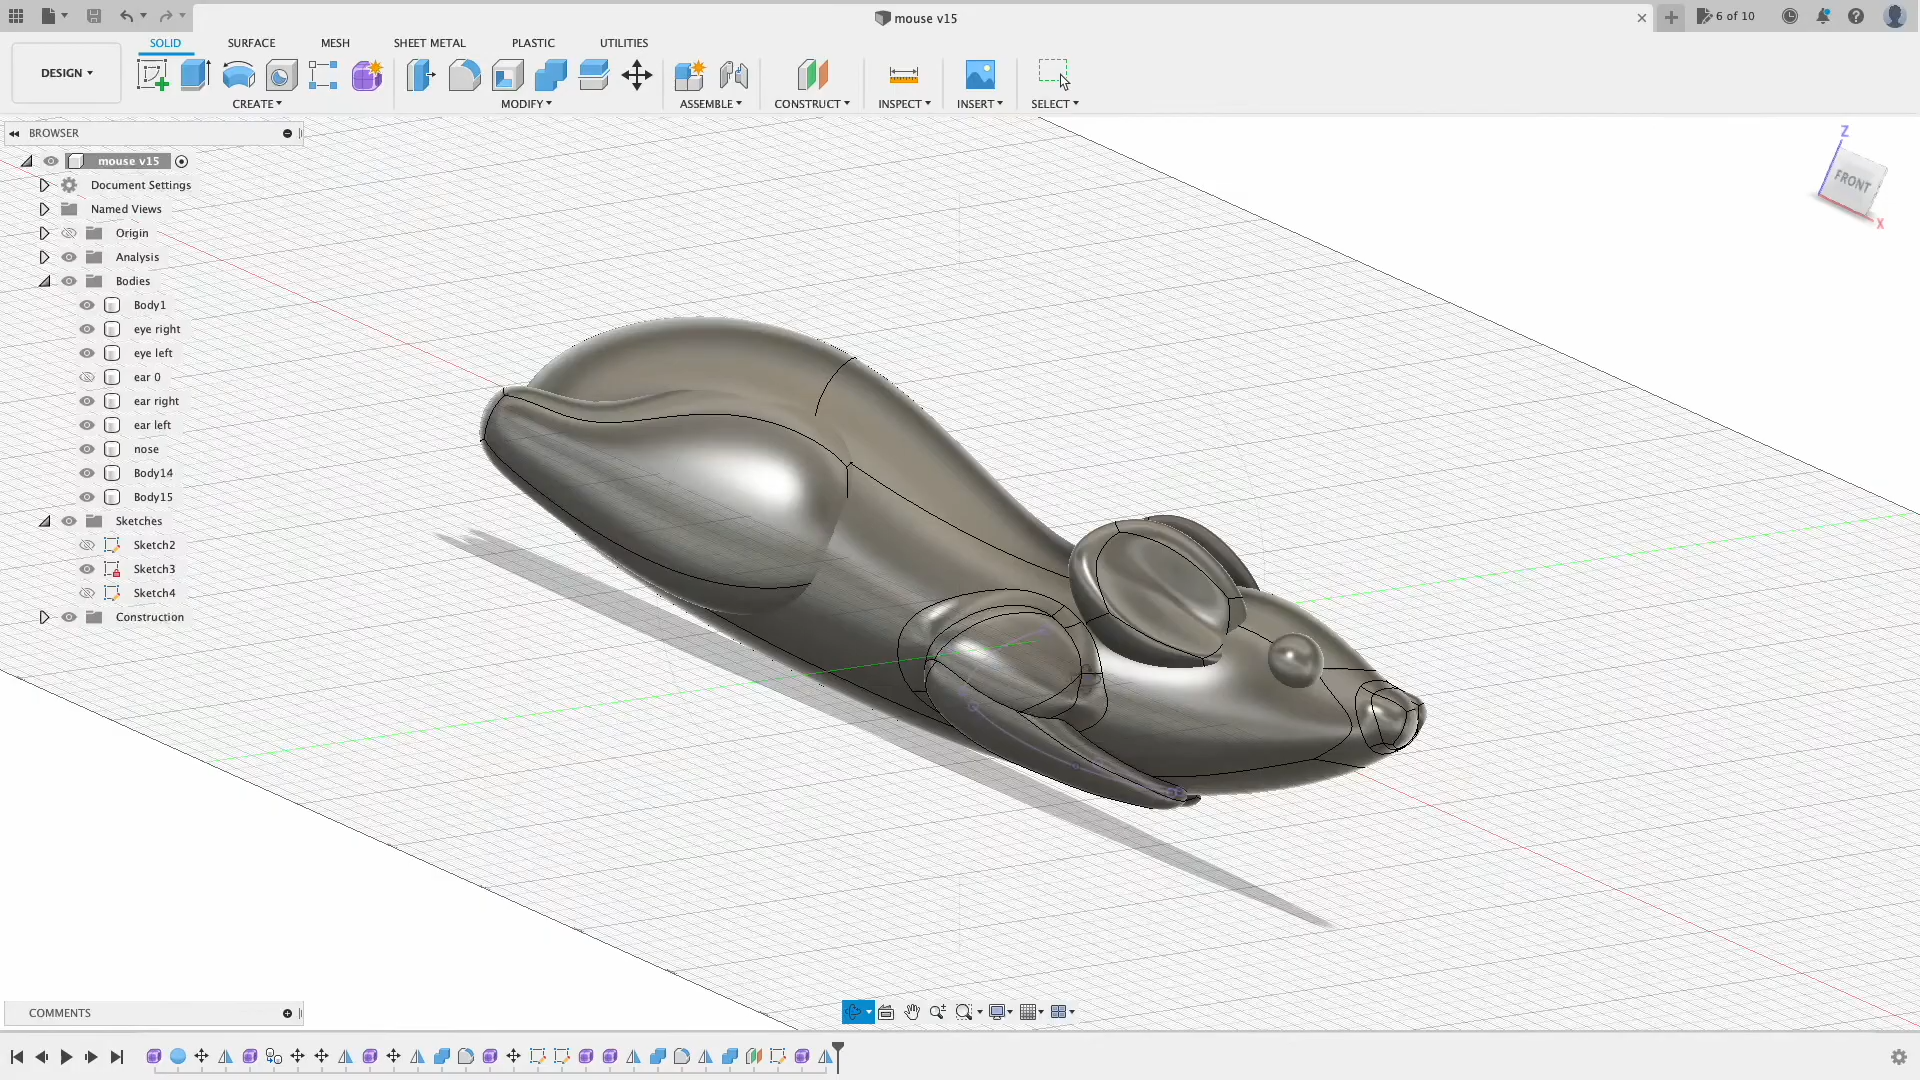 mouse v15
6 of 10
SOLID
SURFACE
MESH
SHEET METAL
PLASTIC
UTILITIES
DESIGN
CREATE
MODIFY
ASSEMBLE
CONSTRUCT
INSPECT
INSERT
SELECT
BROWSER
mouse v15
Document Settings
Named Views
Origin
Analysis
Bodies
Body1
eye right
eye left
ear 0
ear right
ear left
nose
Body14
Body15
Sketches
Sketch2
Sketch3
Sketch4
Construction
Z
FRONT
X
COMMENTS